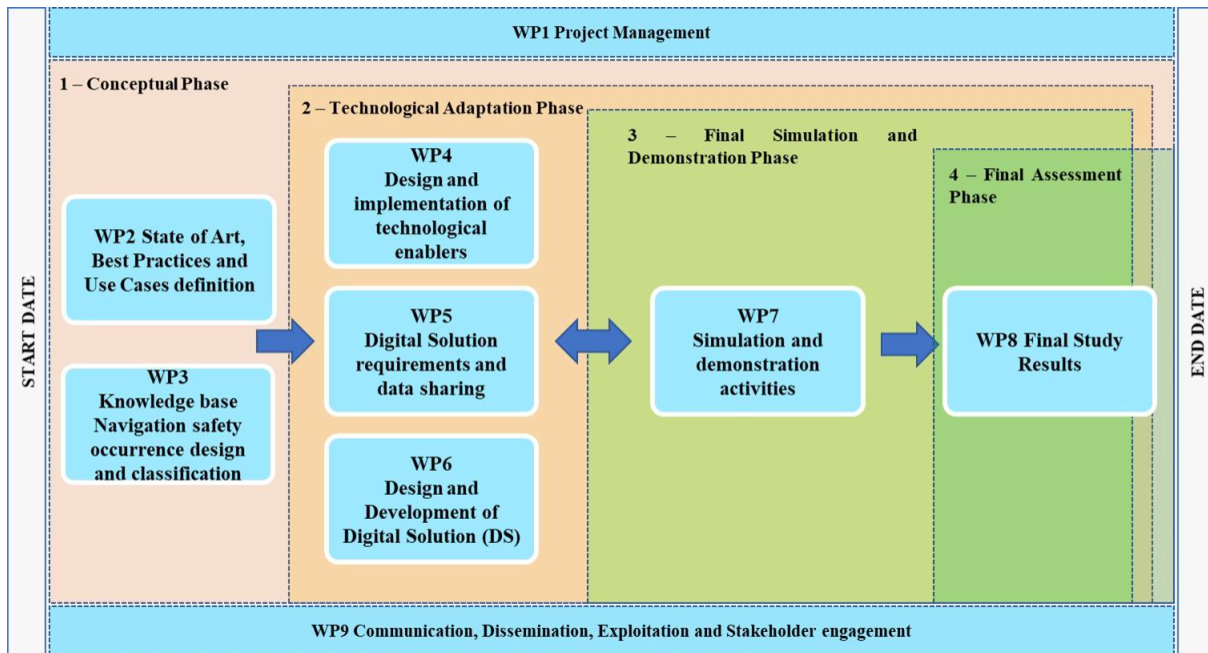 WP1 Project Management
START DATE
1 – Conceptual Phase
WP2 State of Art,
Best Practices and
Use Cases definition
WP3
Knowledge base
Navigation safety
occurrence design
and classification
2 – Technological Adaptation Phase
WP4
Design and
implementation of
technological
enablers
WP5
Digital Solution
requirements and
data sharing
WP6
Design and
Development of
Digital Solution (DS)
3 – Final Simulation and
Demonstration Phase
WP7
Simulation and
demonstration
activities
4 – Final Assessment
Phase
WP8 Final Study
Results
END DATE
WP9 Communication, Dissemination, Exploitation and Stakeholder engagement